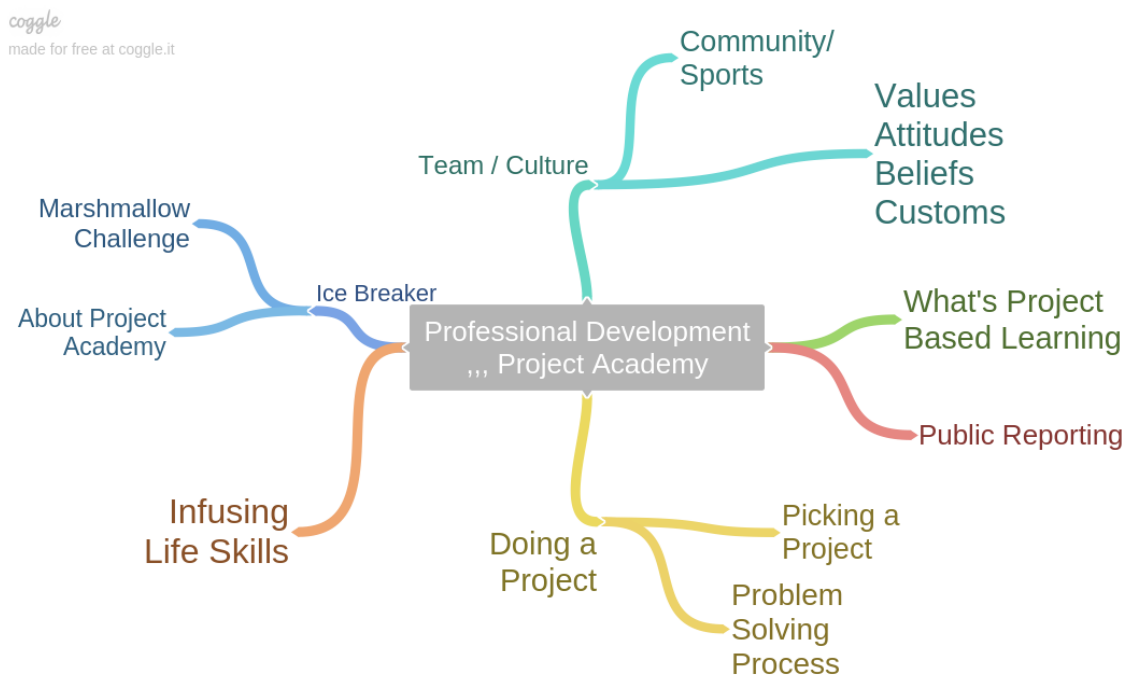 coggle
made for free at coggle.it
Community/
Sports
Values
Attitudes
Beliefs
Customs
Team / Culture
Marshmallow
Challenge
Ice Breaker
About Project
Academy
Professional Development
,,, Project Academy
What's Project
Based Learning
Public Reporting
Infusing
Life Skills
Doing a
Project
Picking a
Project
Problem
Solving
Process